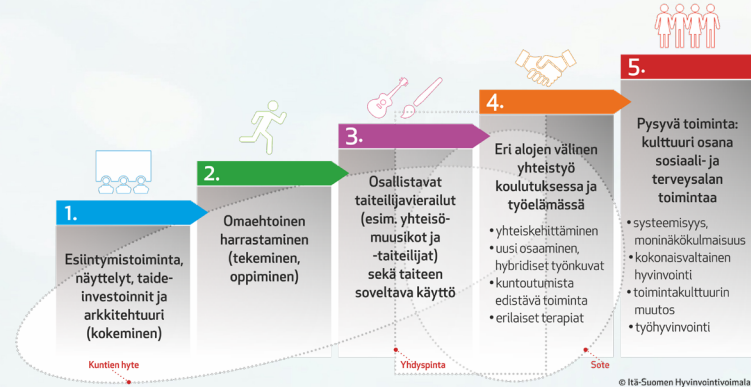 1.
Esiintymistoiminta,
näyttelyt, taide-
investoinnit ja
arkkitehtuuri
(kokeminen)
2.
Omaehtoinen
harrastaminen
(tekeminen,
oppiminen)
3.
Osallistavat
taiteilijavierailut
(esim. yhteisö-
muusikot ja
-taiteilijat)
sekä taiteen
soveltava käyttö
4.
Eri alojen välinen
yhteistyö
koulutuksessa ja
työelämässä
• yhteiskehittäminen
• uusi osaaminen,
hybridiset työnkuvat
• kuntoutumista
edistävä toiminta
• erilaiset terapiat
5.
Pysyvä toiminta:
kulttuuri osana
sosiaali- ja
terveysalan
toimintaa
• systeemisyys,
moninäkökulmaisuus
• kokonaisvaltainen
hyvinvointi
• toimintakulttuurin
muutos
• työhyvinvointi
Kuntien hyte
Yhdyspinta
Sote
© Itä-Suomen Hyvinvointivoimala